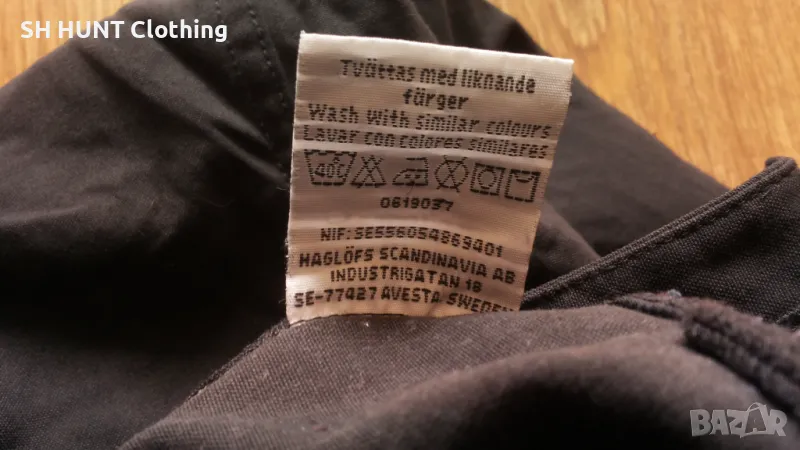 SH HUNT Clothing
Tvättas med liknande
färger
Wash with similar colours
Lavar con colores similares
40C
0619037
NIF: SE556054869401
HAGLÖFS SCANDINAVIA AB
INDUSTRIGATAN 18
SE-77427 AVESTA SWEDEN
BAZAR